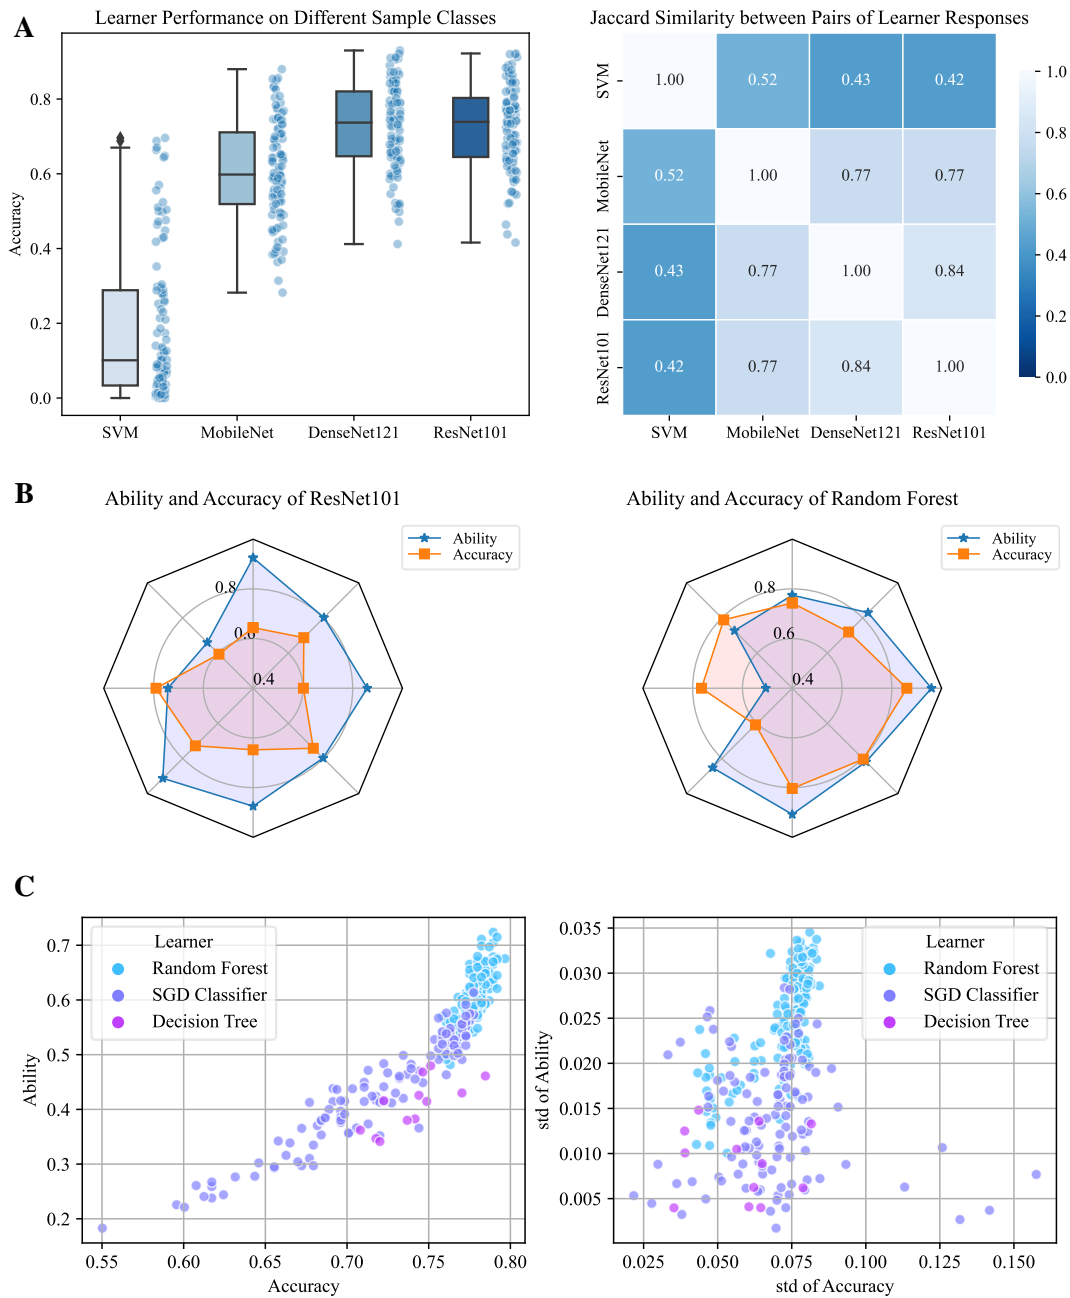 A
Learner Performance on Different Sample Classes
Accuracy
0.8
0.6
0.4
0.2
0.0
SVM MobileNet DenseNet121 ResNet101
Jaccard Similarity between Pairs of Learner Responses
SVM 1.00 0.52 0.43 0.42
MobileNet 0.52 1.00 0.77 0.77
DenseNet121 0.43 0.77 1.00 0.84
ResNet101 0.42 0.77 0.84 1.00
SVM MobileNet DenseNet121 ResNet101
1.0
0.8
0.6
0.4
0.2
0.0
B
Ability and Accuracy of ResNet101
Ability
Accuracy
0.8
0.6
0.4
Ability and Accuracy of Random Forest
Ability
Accuracy
0.8
0.6
0.4
C
Ability
0.7
0.6
0.5
0.4
0.3
0.2
Learner
Random Forest
SGD Classifier
Decision Tree
0.55 0.60 0.65 0.70 0.75 0.80
Accuracy
std of Ability
0.035
0.030
0.025
0.020
0.015
0.010
0.005
Learner
Random Forest
SGD Classifier
Decision Tree
0.025 0.050 0.075 0.100 0.125 0.150
std of Accuracy